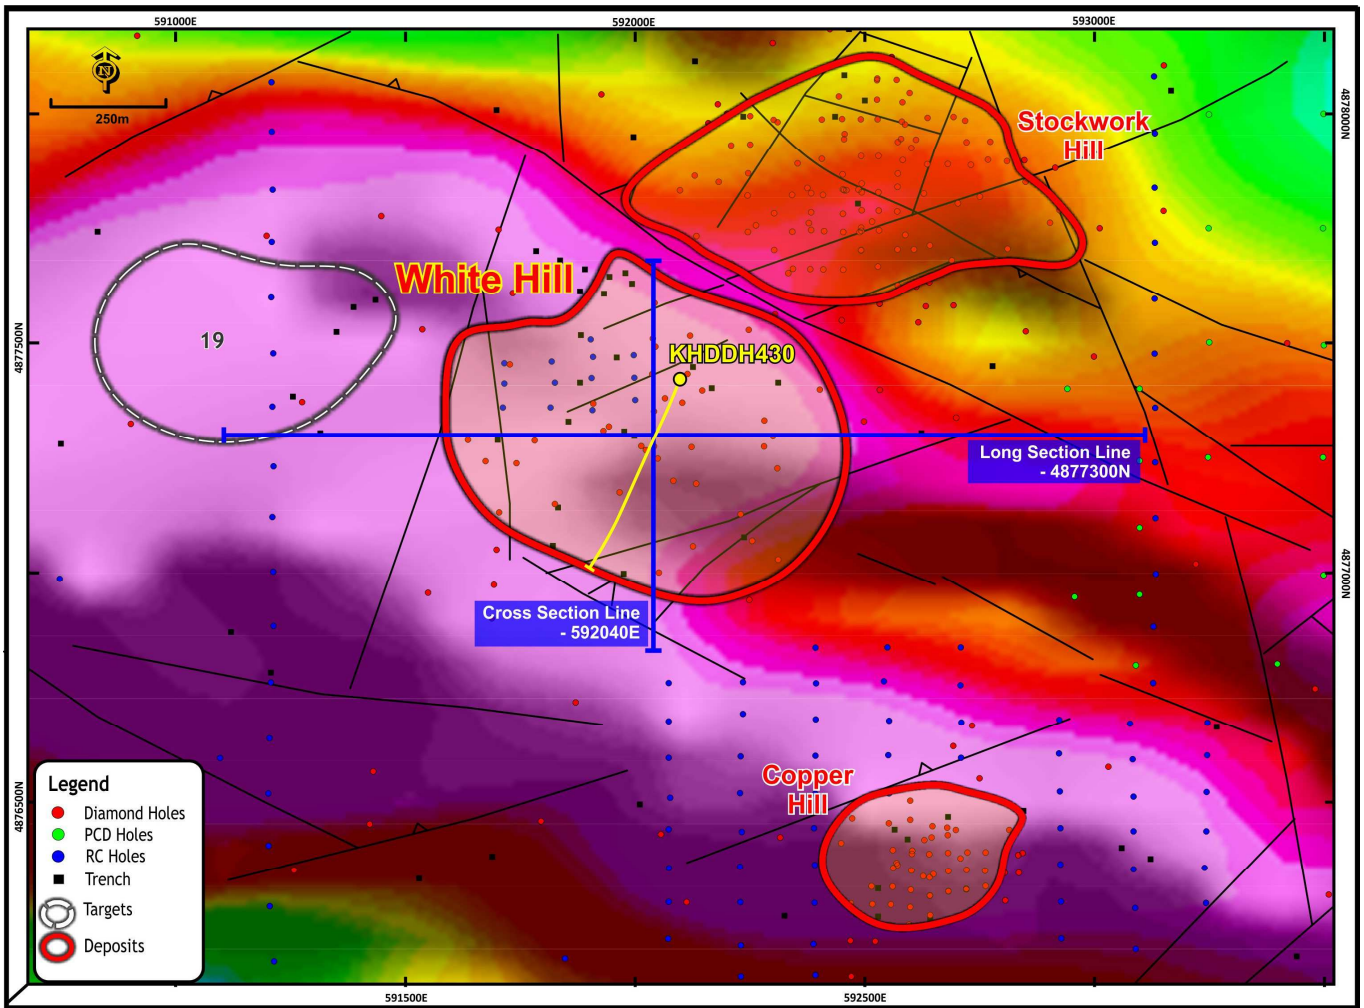 591000E
592000E
593000E
N
250m
4878000N
Stockwork
Hill
White Hill
19
4877500N
KHDDH430
Long Section Line
- 4877300N
4877000N
Cross Section Line
- 592040E
Copper
Hill
4876500N
Legend
Diamond Holes
PCD Holes
RC Holes
Trench
Targets
Deposits
591500E
592500E